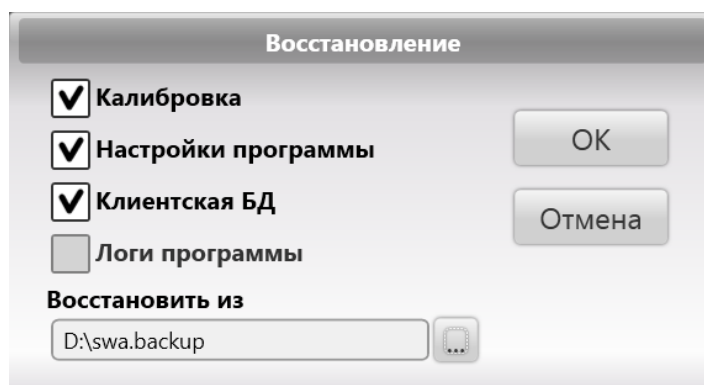 Восстановление
Калибровка
Настройки программы
Клиентская БД
Логи программы
OK
Отмена
Восстановить из
D:\swa.backup
...